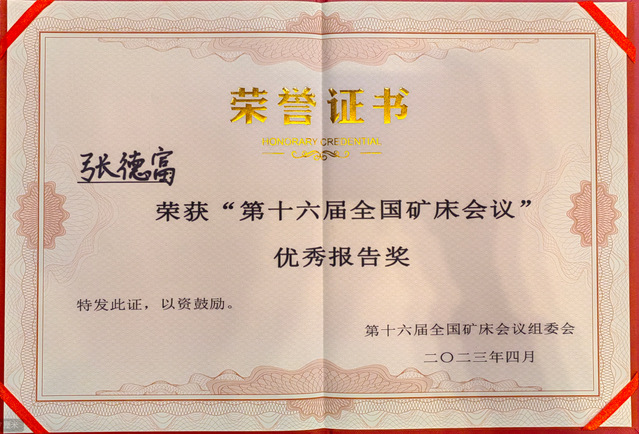 荣誉证书
HONORARY CREDENTIAL
张德富
荣获“第十六届全国矿床会议”
优秀报告奖
特发此证，以资鼓励。
第十六届全国矿床会议组委会
二〇二三年四月